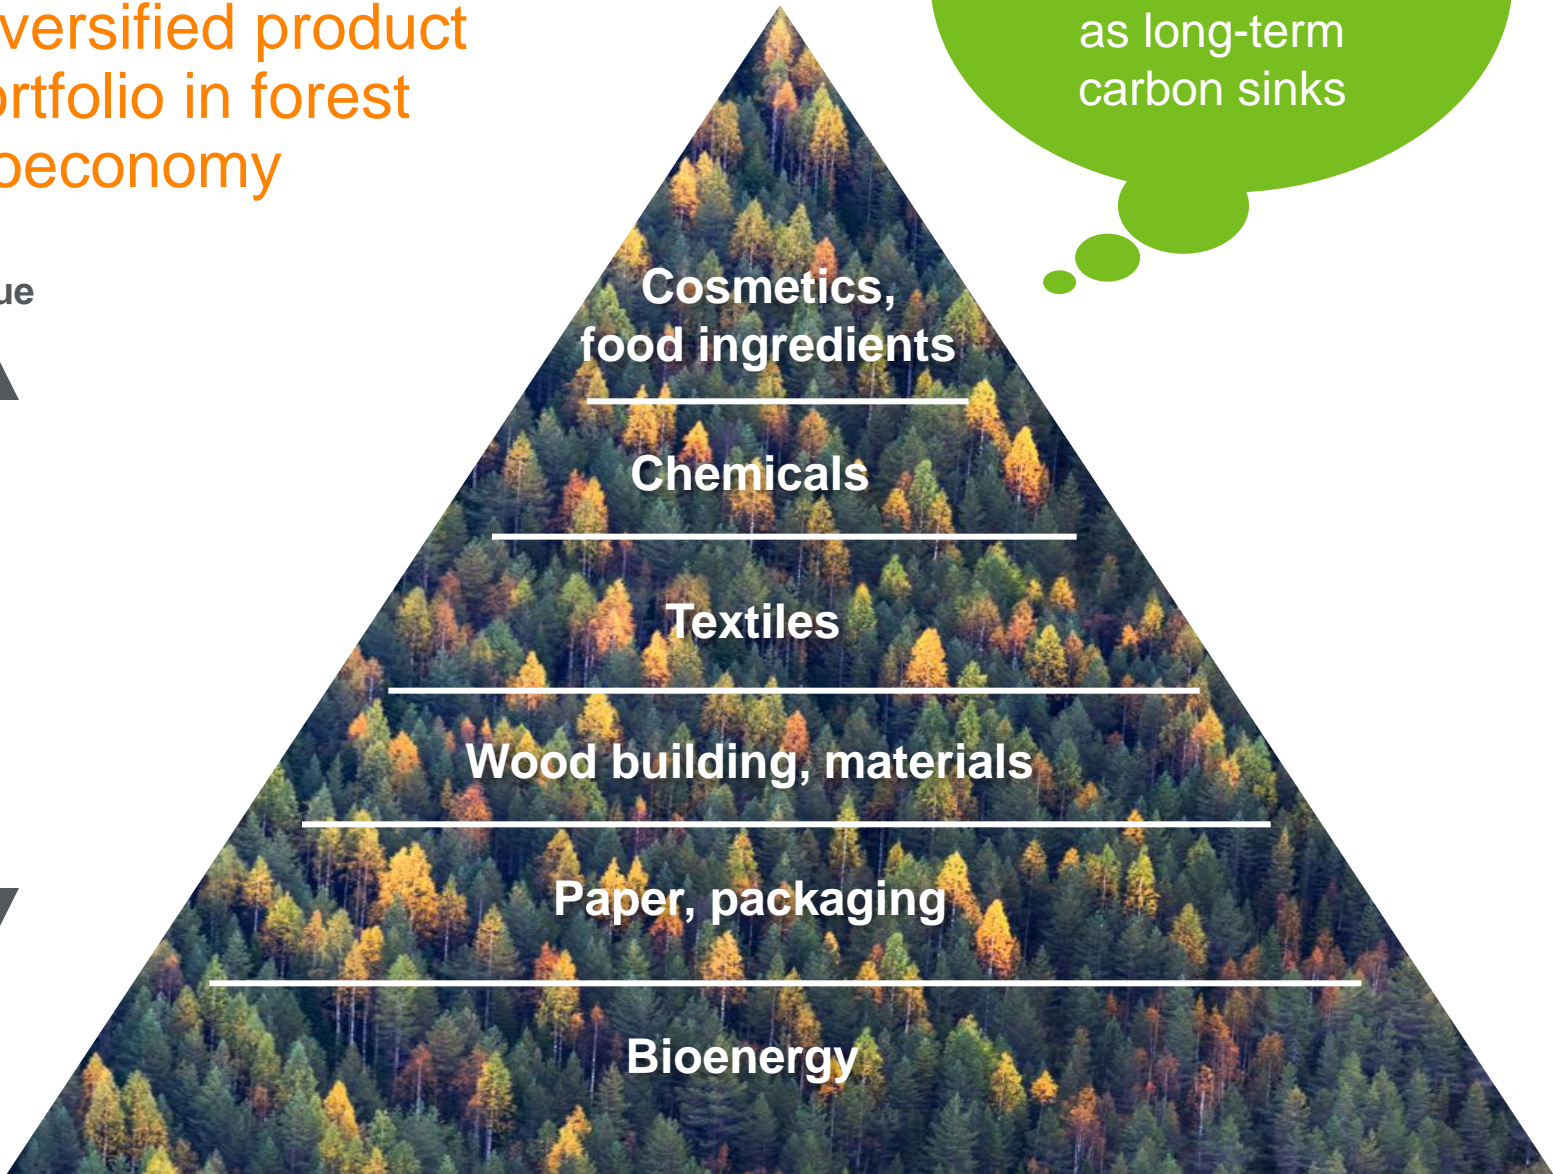 versified product
ortfolio in forest
oeconomy
ue
as long-term
carbon sinks
Cosmetics,
food ingredients
Chemicals
Textiles
Wood building, materials
Paper, packaging
Bioenergy